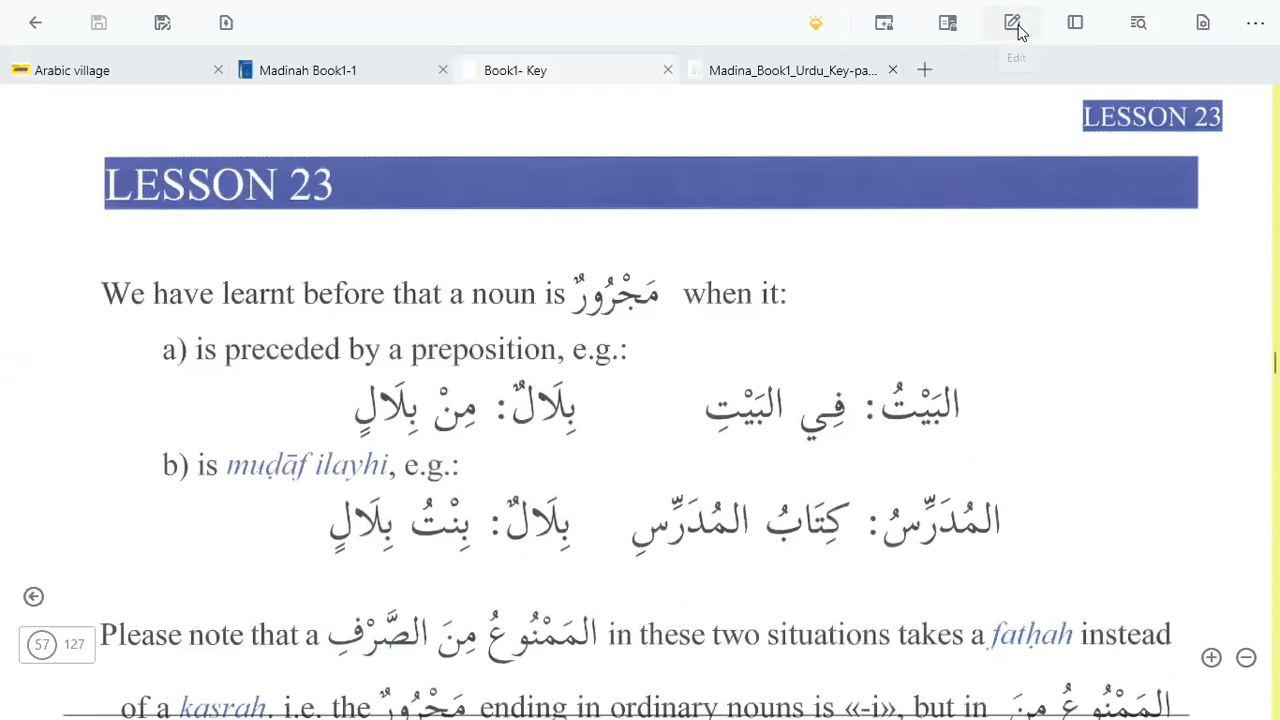 Arabic village
Madinah Book1-1
Book1- Key
Madina_Book1_Urdu_Key-pa...
Edit
LESSON 23
LESSON 23
We have learnt before that a noun is مَجْرُورٌ when it:
a) is preceded by a preposition, e.g.:
البَيْتُ: فِي البَيْتِ بِلَالٌ: مِنْ بِلَالٍ
b) is muḍāf ilayhi, e.g.:
المُدَرِّسُ: كِتَابُ المُدَرِّسِ بِلَالٌ: بِنْتُ بِلَالٍ
Please note that a المَمْنُوعُ مِنَ الصَّرْفِ in these two situations takes a fatḥah instead
of a kasrah. i.e. the مَجْرُورٌ ending in ordinary nouns is «-i», but in المَمْنُوعُ مِنَ
57 127